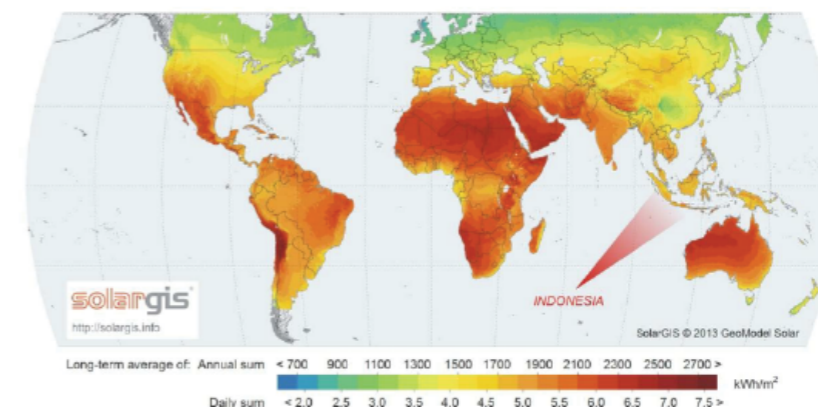 INDONESIA
solargis
http://solargis.info
SolarGIS © 2013 GeoModel Solar
Long-term average of: Annual sum < 700 900 1100 1300 1500 1700 1900 2100 2300 2500 2700 >
kWh/m²
Daily sum < 2.0 2.5 3.0 3.5 4.0 4.5 5.0 5.5 6.0 6.5 7.0 7.5 >